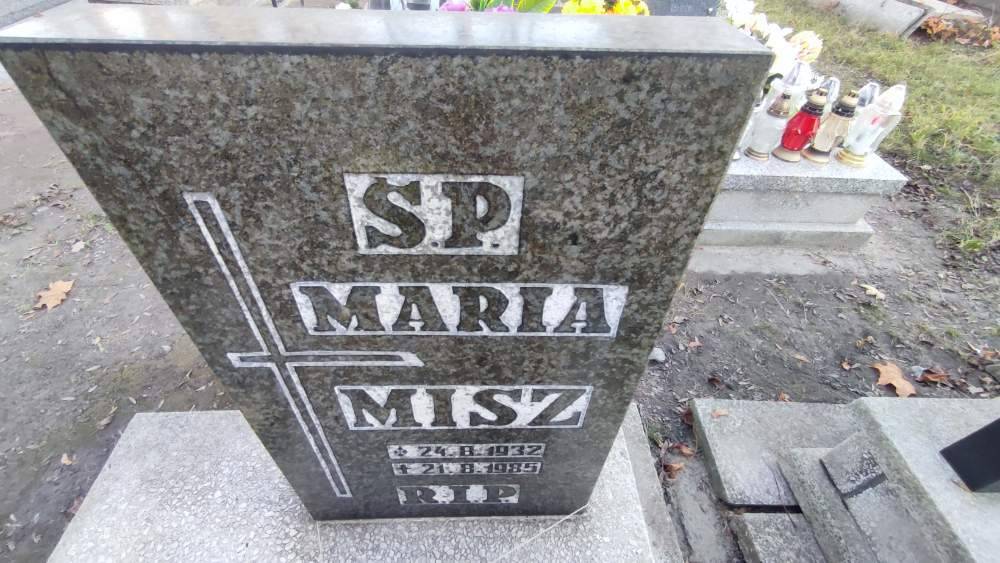 S.P.
MARIA
MISZ
* 24.8.1932
✝ 21.8.1985
R.I.P.